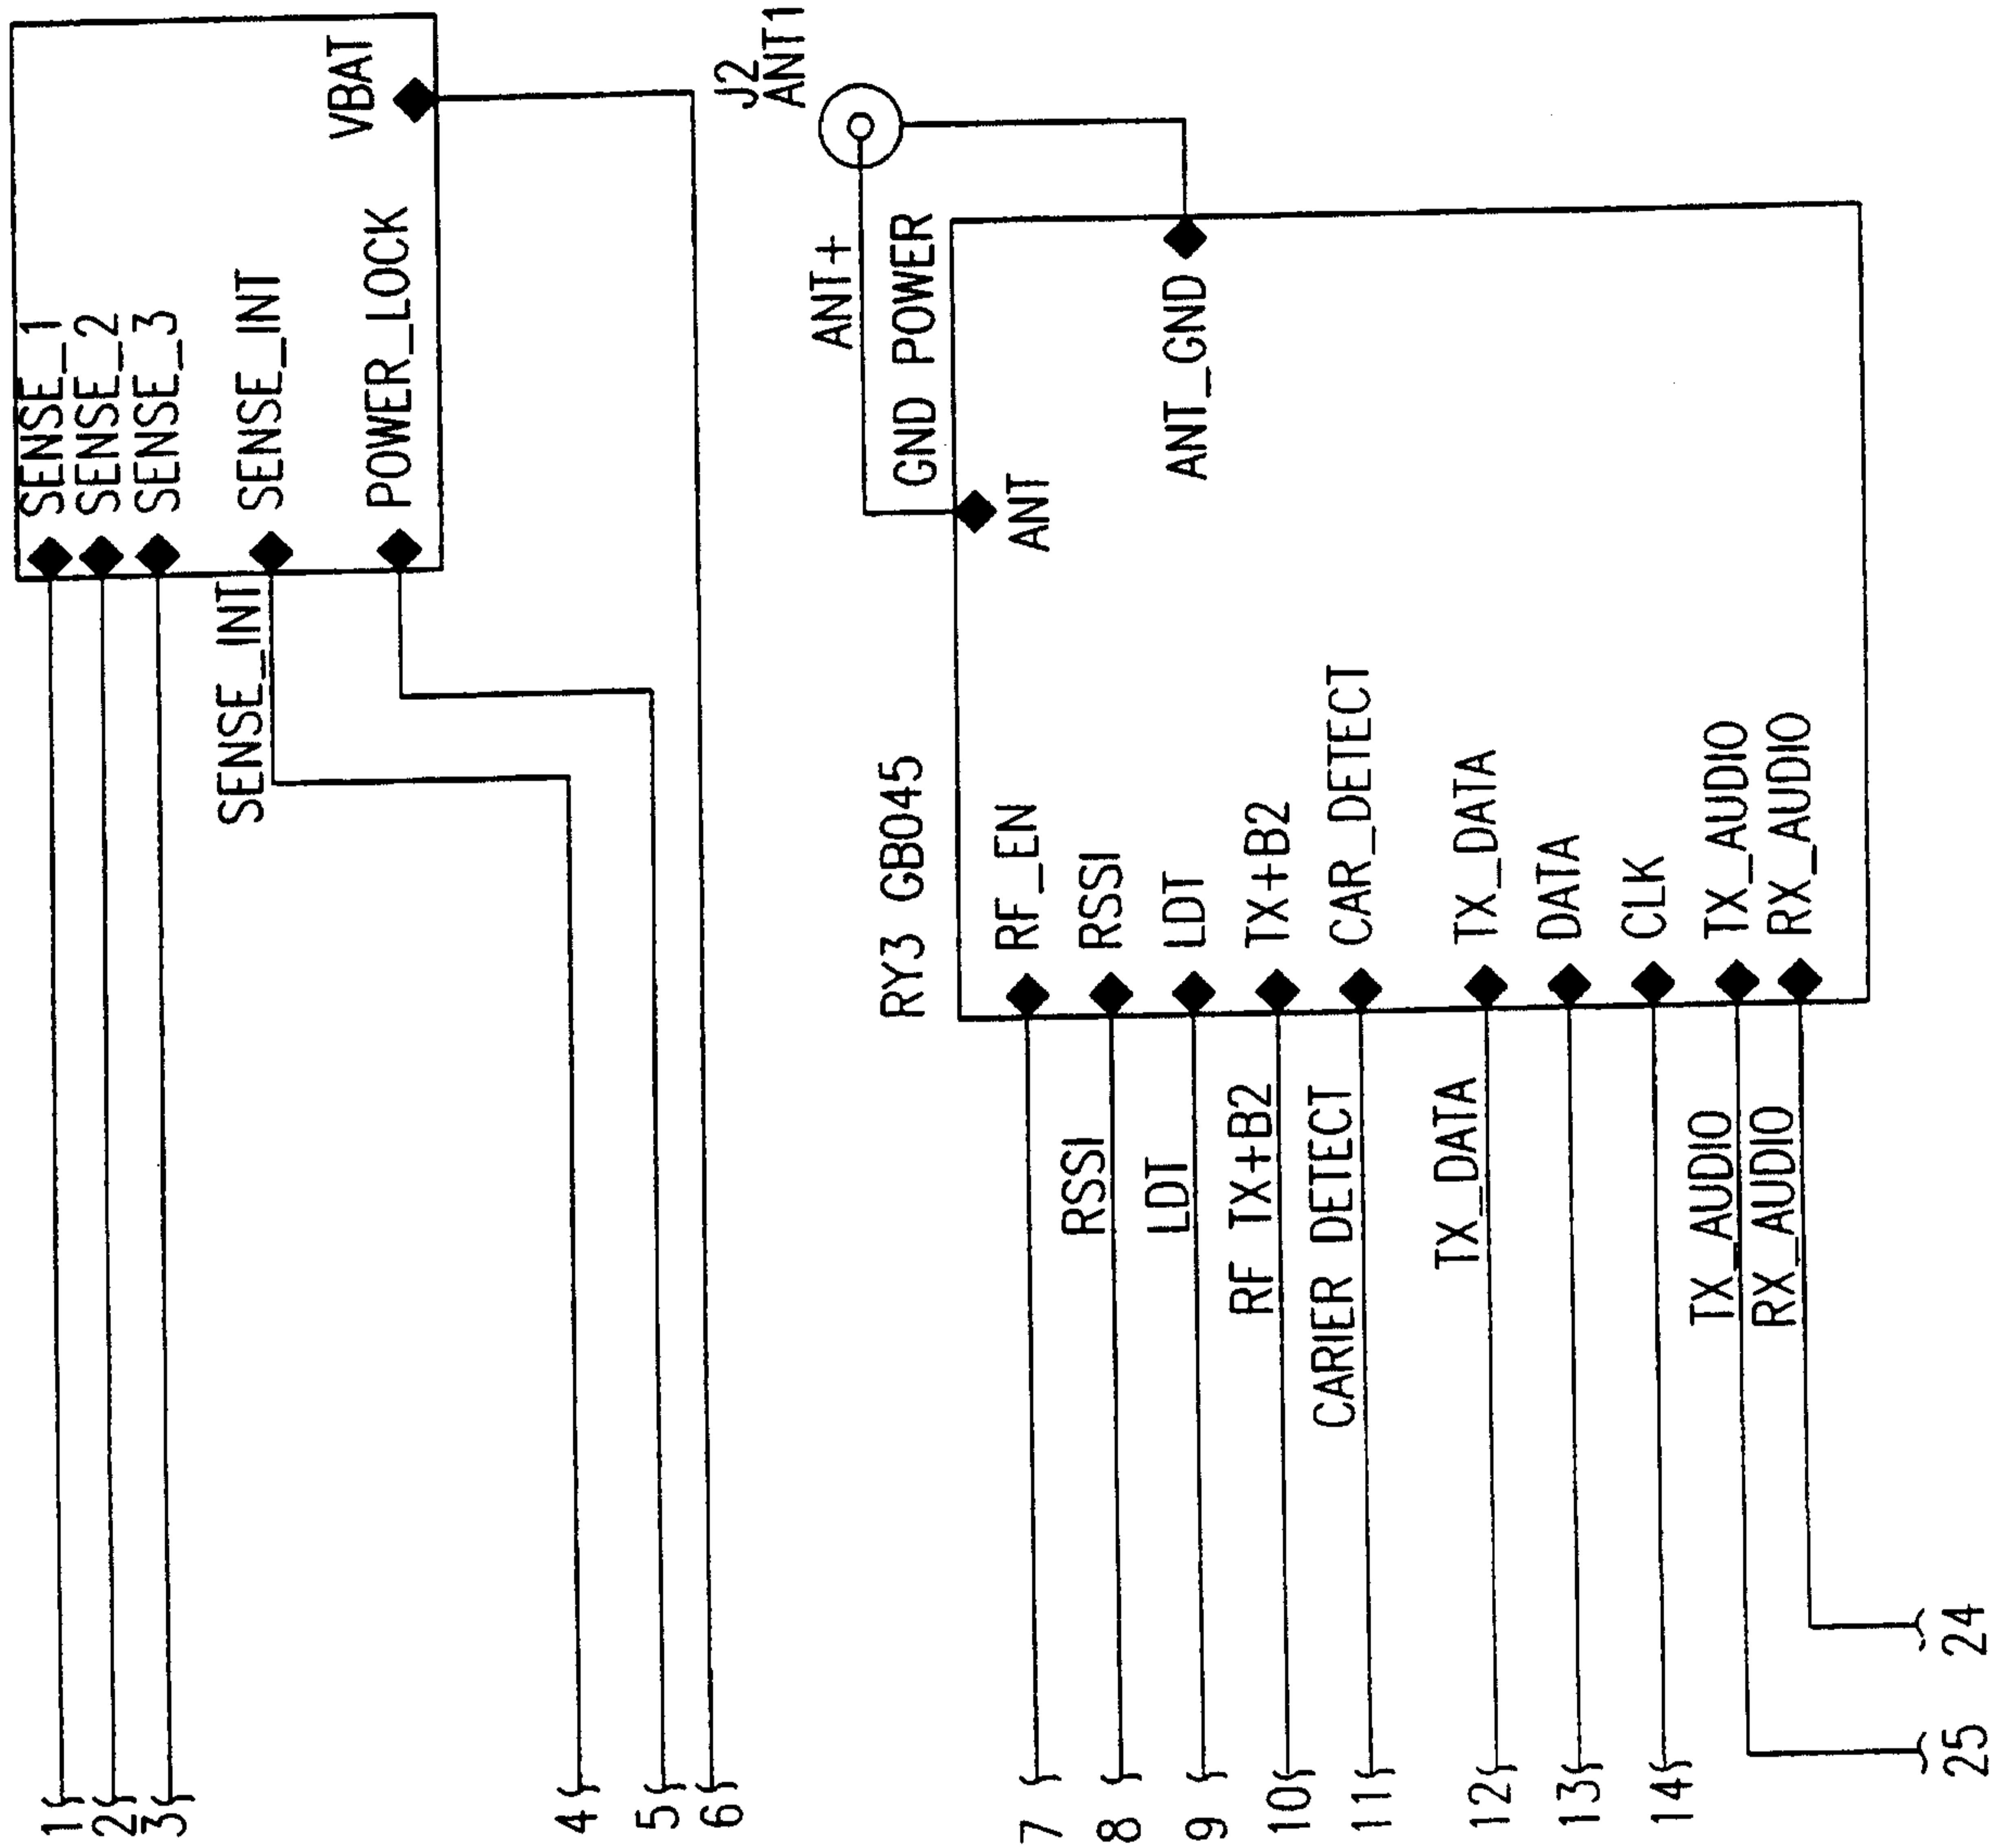 SENSE_1
SENSE_2
SENSE_3
SENSE_INT
POWER_LOCK
VBAT
SENSE_INT
1
2
3
4
5
6
J2
ANT1
ANT+
GND POWER
RY3 GB045
ANT
ANT_GND
RF_EN
RSSI
LDT
TX+B2
CAR_DETECT
TX_DATA
DATA
CLK
TX_AUDIO
RX_AUDIO
RSSI
LDT
RF TX+B2
CARIER DETECT
TX_DATA
TX_AUDIO
RX_AUDIO
7
8
9
10
11
12
13
14
25
24